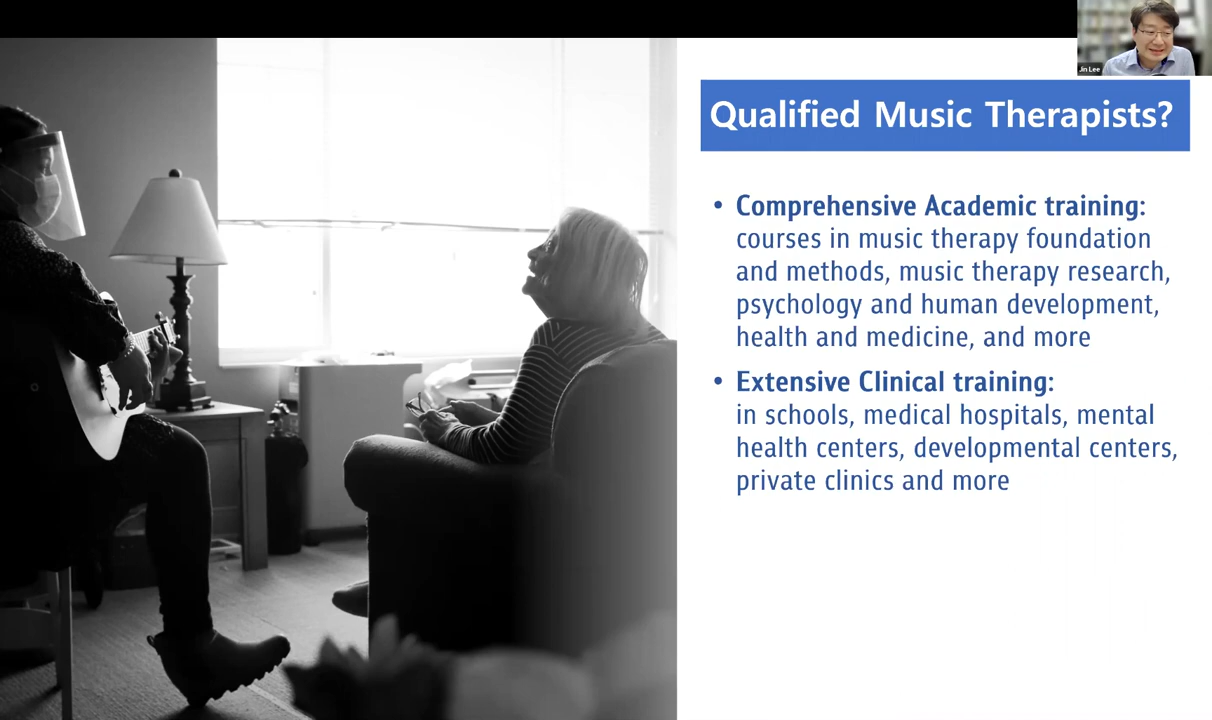 Jin Lee
Qualified Music Therapists?
• Comprehensive Academic training:
courses in music therapy foundation
and methods, music therapy research,
psychology and human development,
health and medicine, and more
• Extensive Clinical training:
in schools, medical hospitals, mental
health centers, developmental centers,
private clinics and more